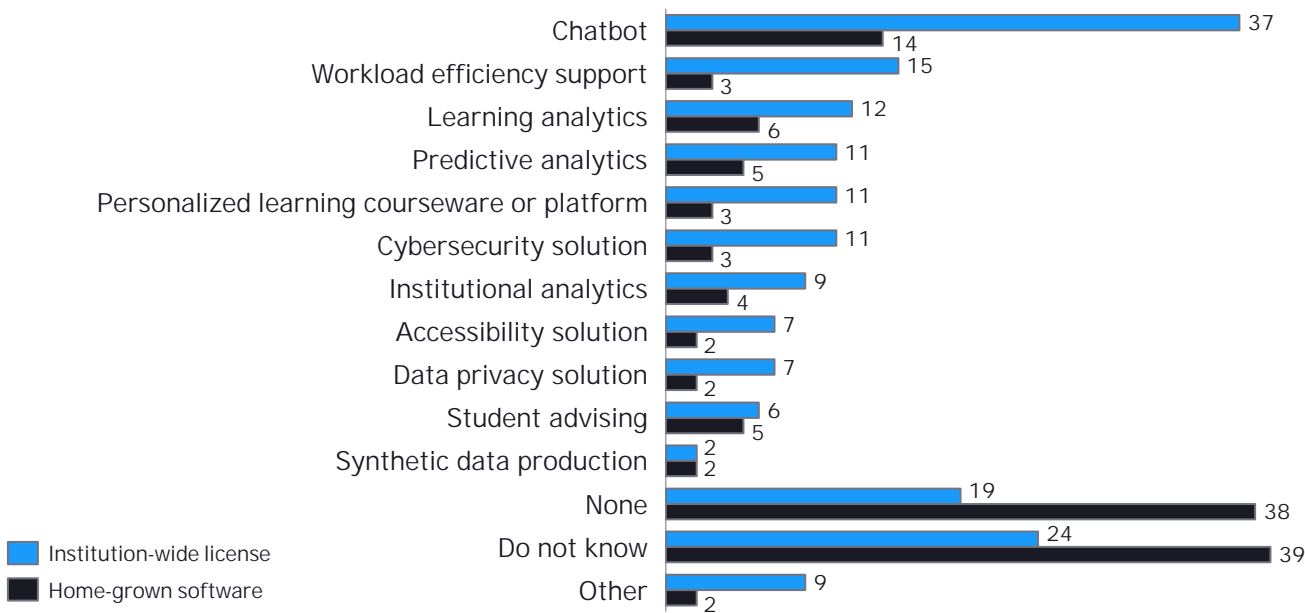 Chatbot 37
14
Workload efficiency support 15
3
Learning analytics 12
6
Predictive analytics 11
5
Personalized learning courseware or platform 11
3
Cybersecurity solution 11
3
Institutional analytics 9
4
Accessibility solution 7
2
Data privacy solution 7
2
Student advising 6
5
Synthetic data production 2
2
None 19
38
Do not know 24
39
Other 9
2
Institution-wide license
Home-grown software